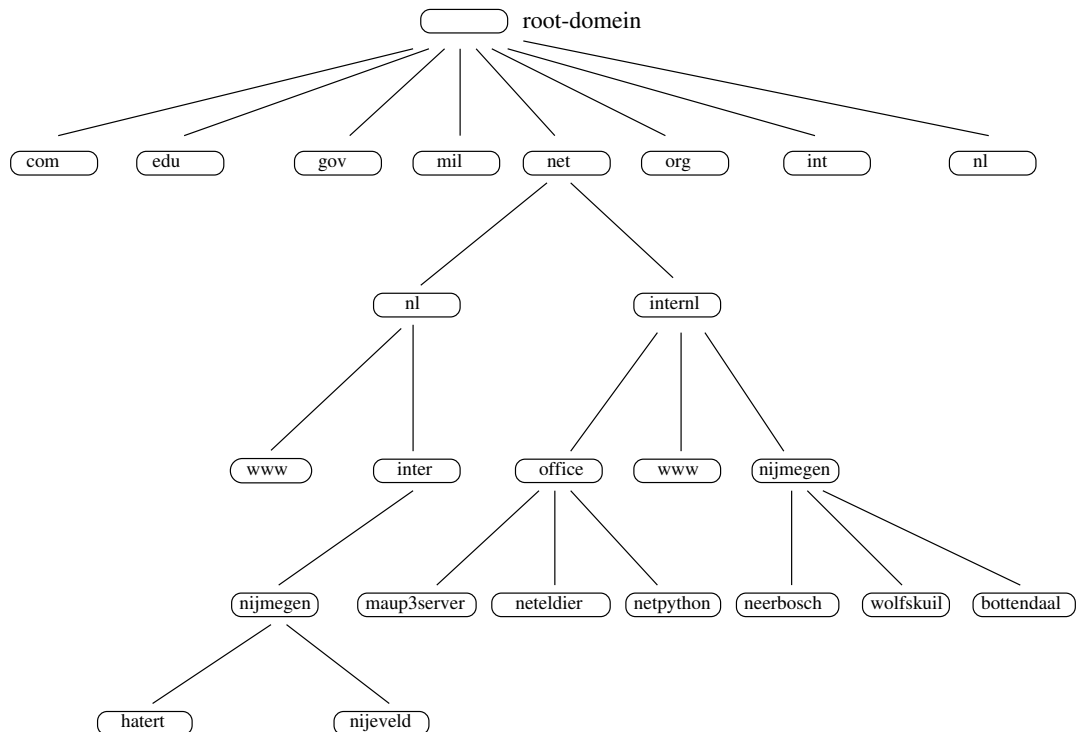 root-domein
com edu gov mil net org int nl
nl internl
www inter office www nijmegen
nijmegen maup3server neteldier netpython neerbosch wolfskuil bottendaal
hatert nijeveld